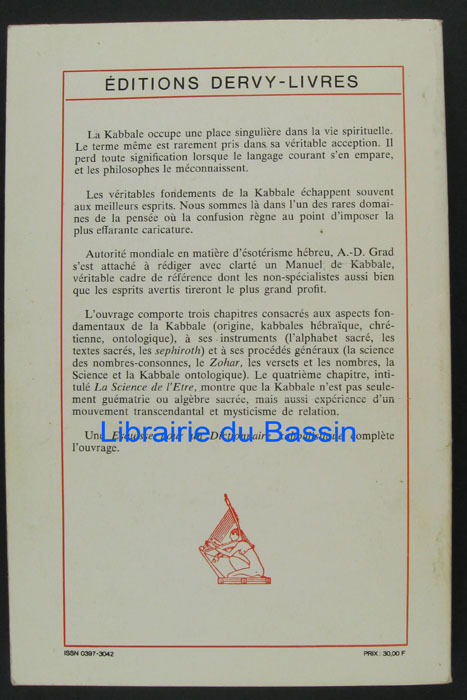 ÉDITIONS DERVY-LIVRES
La Kabbale occupe une place singulière dans la vie spirituelle.
Le terme même est rarement pris dans sa véritable acception. Il
perd toute signification lorsque le langage courant s'en empare,
et les philosophes le méconnaissent.
Les véritables fondements de la Kabbale échappent souvent
aux meilleurs esprits. Nous sommes là dans l'un des rares domai-
nes de la pensée où la confusion règne au point d'imposer la
plus effarante caricature.
Autorité mondiale en matière d'ésotérisme hébreu, A.-D. Grad
s'est attaché à rédiger avec clarté un Manuel de Kabbale,
véritable cadre de référence dont les non-spécialistes aussi bien
que les esprits avertis tireront le plus grand profit.
L'ouvrage comporte trois chapitres consacrés aux aspects fon-
damentaux de la Kabbale (origine, kabbales hébraïque, chré-
tienne, ontologique), à ses instruments (l'alphabet sacré, les
textes sacrés, les sephiroth) et à ses procédés généraux (la science
des nombres-consonnes, le Zohar, les versets et les nombres, la
Science et la Kabbale ontologique). Le quatrième chapitre, inti-
tulé La Science de l'Etre, montre que la Kabbale n'est pas seule-
ment guématrie ou algèbre sacrée, mais aussi expérience d'un
mouvement transcendantal et mysticisme de relation.
Librairie du Bassin
Une Esquisse Dictionnaire complète
l'ouvrage.
ISSN 0397-3042
PRIX : 30,00 F